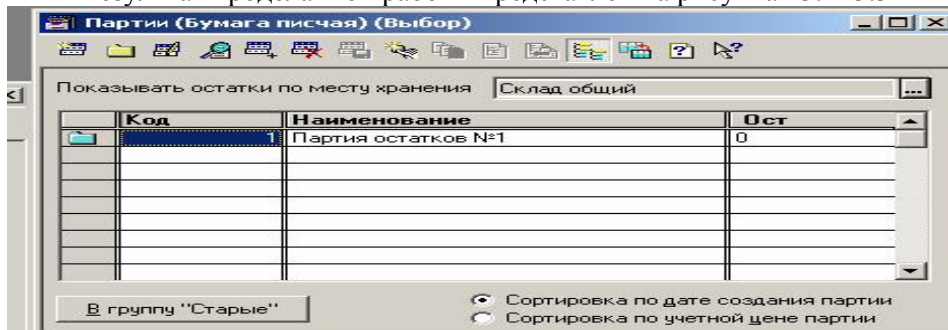 Партии (Бумага писчая) (Выбор)
Показывать остатки по месту хранения Склад общий ...
Код Наименование Ост
1 Партия остатков №1 0
В группу "Старые"
Сортировка по дате создания партии
Сортировка по учетной цене партии